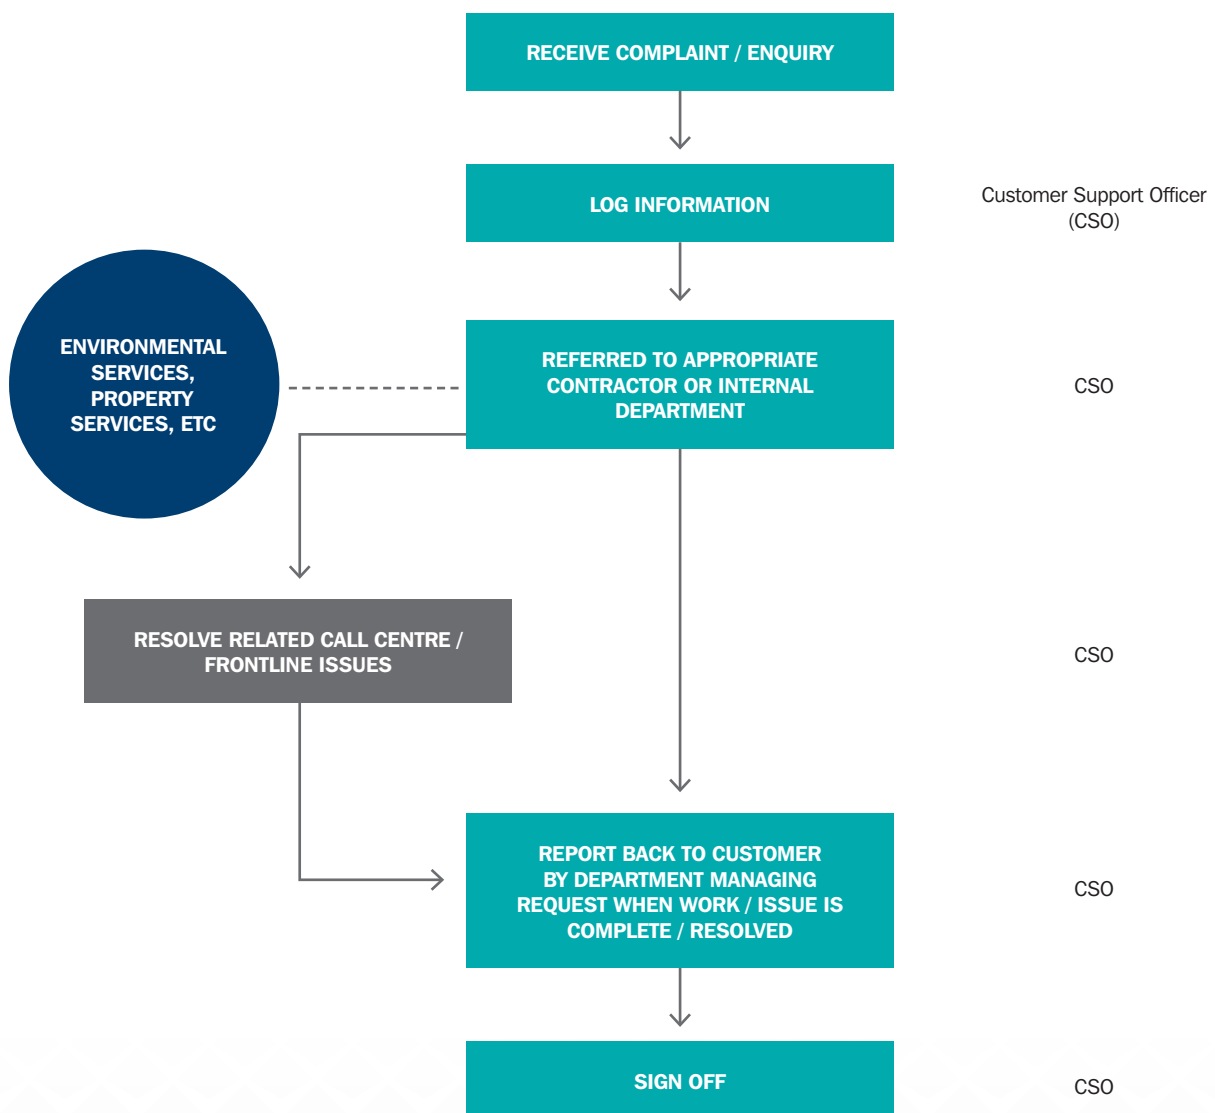 RECEIVE COMPLAINT / ENQUIRY
LOG INFORMATION
Customer Support Officer
(CSO)
ENVIRONMENTAL
SERVICES,
PROPERTY
SERVICES, ETC
REFERRED TO APPROPRIATE
CONTRACTOR OR INTERNAL
DEPARTMENT
CSO
RESOLVE RELATED CALL CENTRE /
FRONTLINE ISSUES
CSO
REPORT BACK TO CUSTOMER
BY DEPARTMENT MANAGING
REQUEST WHEN WORK / ISSUE IS
COMPLETE / RESOLVED
CSO
SIGN OFF
CSO